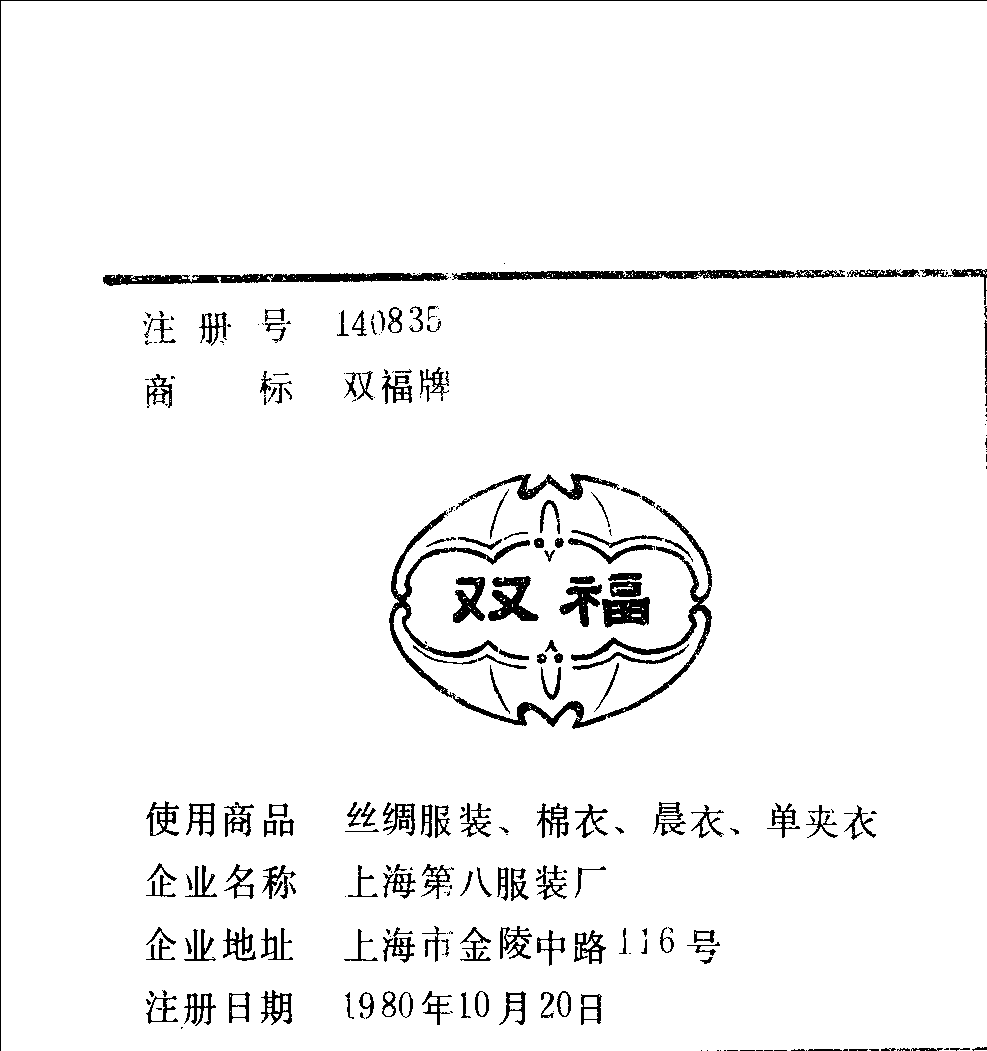 注册号 140835
商标 双福牌
双福
使用商品 丝绸服装、棉衣、晨衣、单夹衣
企业名称 上海第八服装厂
企业地址 上海市金陵中路116号
注册日期 1980年10月20日